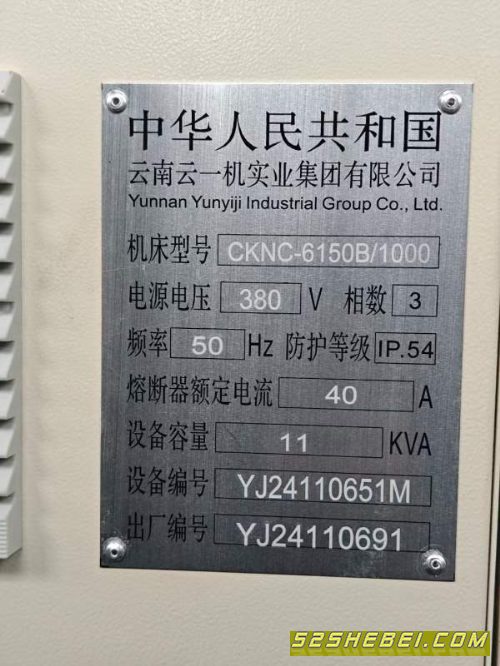 中华人民共和国
云南云一机实业集团有限公司
Yunnan Yunyiji Industrial Group Co., Ltd.
机床型号 CKNC-6150B/1000
电源电压 380 V 相数 3
频率 50 Hz 防护等级 IP.54
熔断器额定电流 40 A
设备容量 11 KVA
设备编号 YJ24110651M
出厂编号 YJ24110691
52SHEBEI.COM